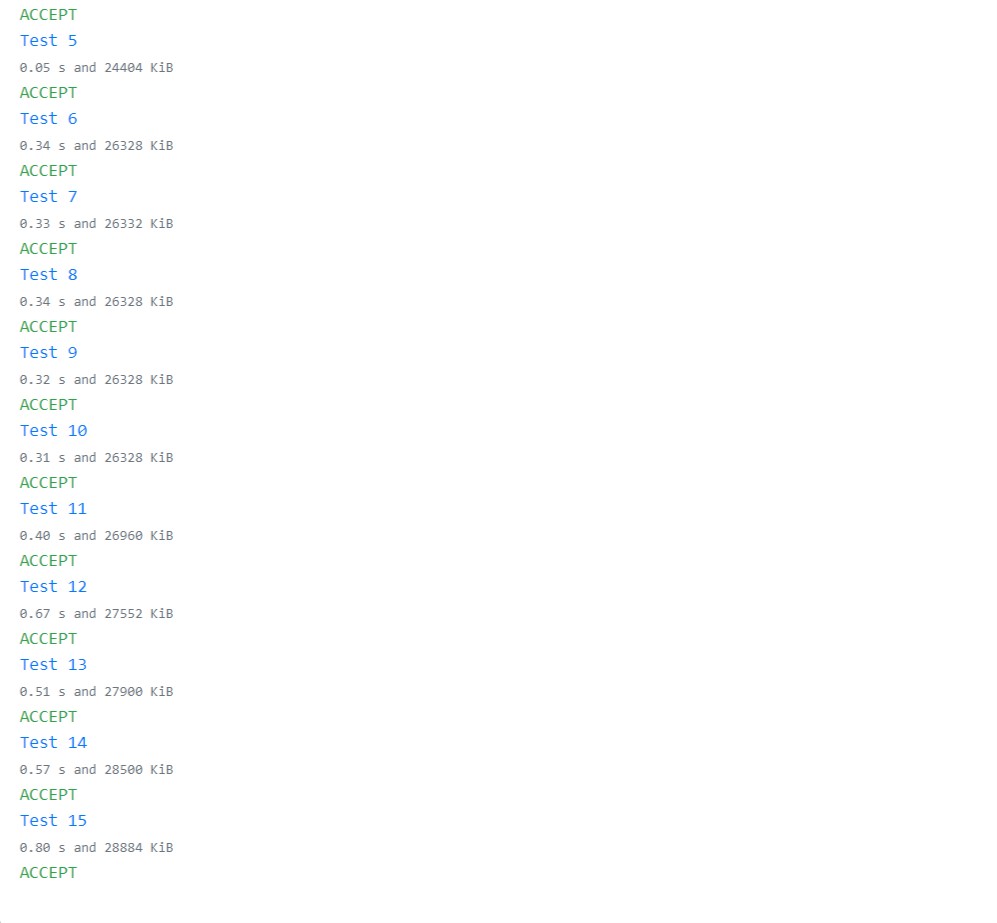 ACCEPT
Test 5
0.05 s and 24404 KiB
ACCEPT
Test 6
0.34 s and 26328 KiB
ACCEPT
Test 7
0.33 s and 26332 KiB
ACCEPT
Test 8
0.34 s and 26328 KiB
ACCEPT
Test 9
0.32 s and 26328 KiB
ACCEPT
Test 10
0.31 s and 26328 KiB
ACCEPT
Test 11
0.40 s and 26960 KiB
ACCEPT
Test 12
0.67 s and 27552 KiB
ACCEPT
Test 13
0.51 s and 27900 KiB
ACCEPT
Test 14
0.57 s and 28500 KiB
ACCEPT
Test 15
0.80 s and 28884 KiB
ACCEPT